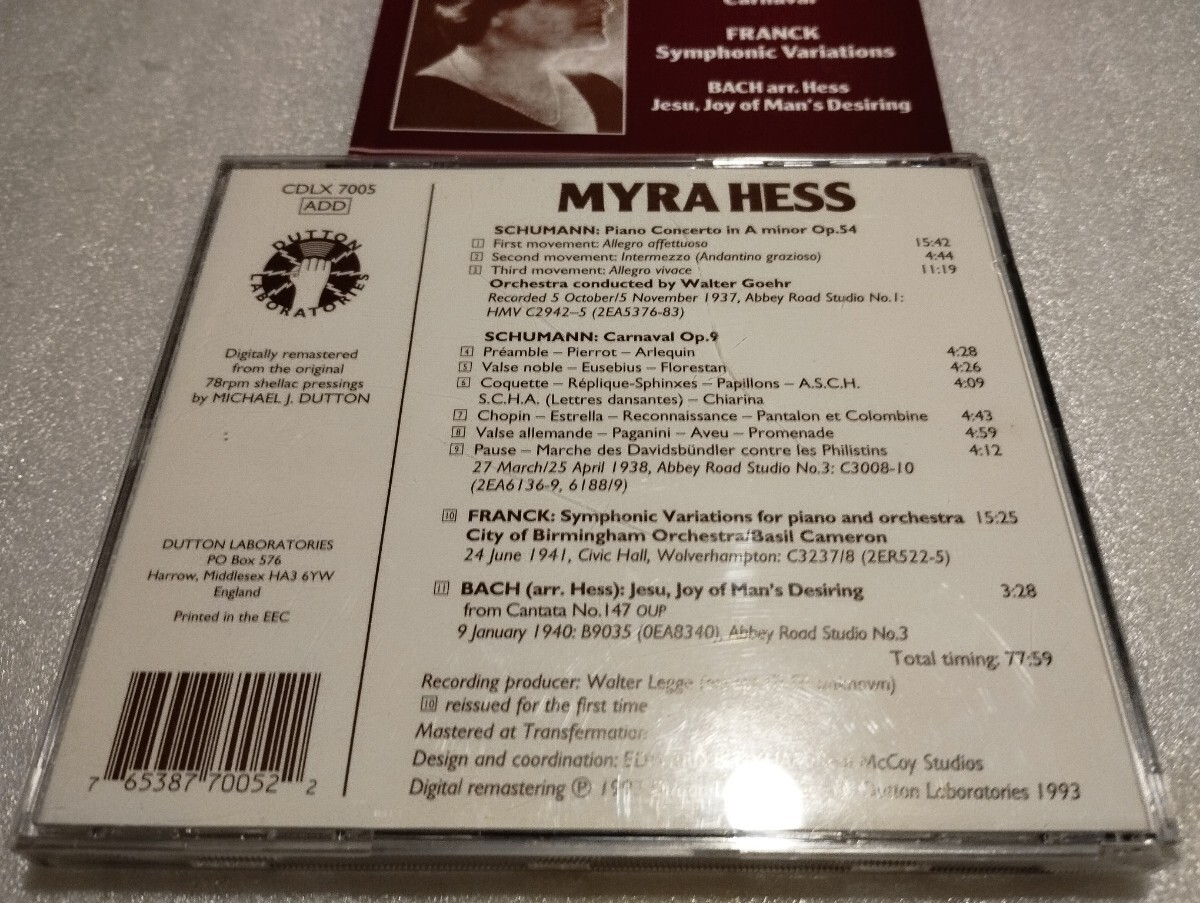 Carnaval
FRANCK
Symphonic Variations
BACH arr. Hess
Jesu, Joy of Man's Desiring
CDLX 7005
ADD
DUTTON
LABORATORIES
Digitally remastered
from the original
78rpm shellac pressings
by MICHAEL J. DUTTON
DUTTON LABORATORIES
PO Box 576
Harrow, Middlesex HA3 6YW
England
Printed in the EEC
7 65387 70052 2
MYRA HESS
SCHUMANN: Piano Concerto in A minor Op.54
1 First movement: Allegro affettuoso 15:42
2 Second movement: Intermezzo (Andantino grazioso) 4:44
3 Third movement: Allegro vivace 11:19
Orchestra conducted by Walter Goehr
Recorded 5 October/5 November 1937, Abbey Road Studio No.1:
HMV C2942–5 (2EA5376-83)
SCHUMANN: Carnaval Op.9
4 Préamble – Pierrot – Arlequin 4:28
5 Valse noble – Eusebius – Florestan 4:26
6 Coquette – Réplique-Sphinxes – Papillons – A.S.C.H. 4:09
S.C.H.A. (Lettres dansantes) – Chiarina
7 Chopin – Estrella – Reconnaissance – Pantalon et Colombine 4:43
8 Valse allemande – Paganini – Aveu – Promenade 4:59
9 Pause – Marche des Davidsbündler contre les Philistins 4:12
27 March/25 April 1938, Abbey Road Studio No.3: C3008-10
(2EA6136-9, 6188/9)
10 FRANCK: Symphonic Variations for piano and orchestra 15:25
City of Birmingham Orchestra/Basil Cameron
24 June 1941, Civic Hall, Wolverhampton: C3237/8 (2ER522-5)
11 BACH (arr. Hess): Jesu, Joy of Man's Desiring 3:28
from Cantata No.147 OUP
9 January 1940: B9035 (0EA8340), Abbey Road Studio No.3
Total timing: 77:59
Recording producer: Walter Legge unknown)
10 reissued for the first time
Mastered at Transformation
Design and coordination: McCoy Studios
Digital remastering ℗ Dutton Laboratories 1993